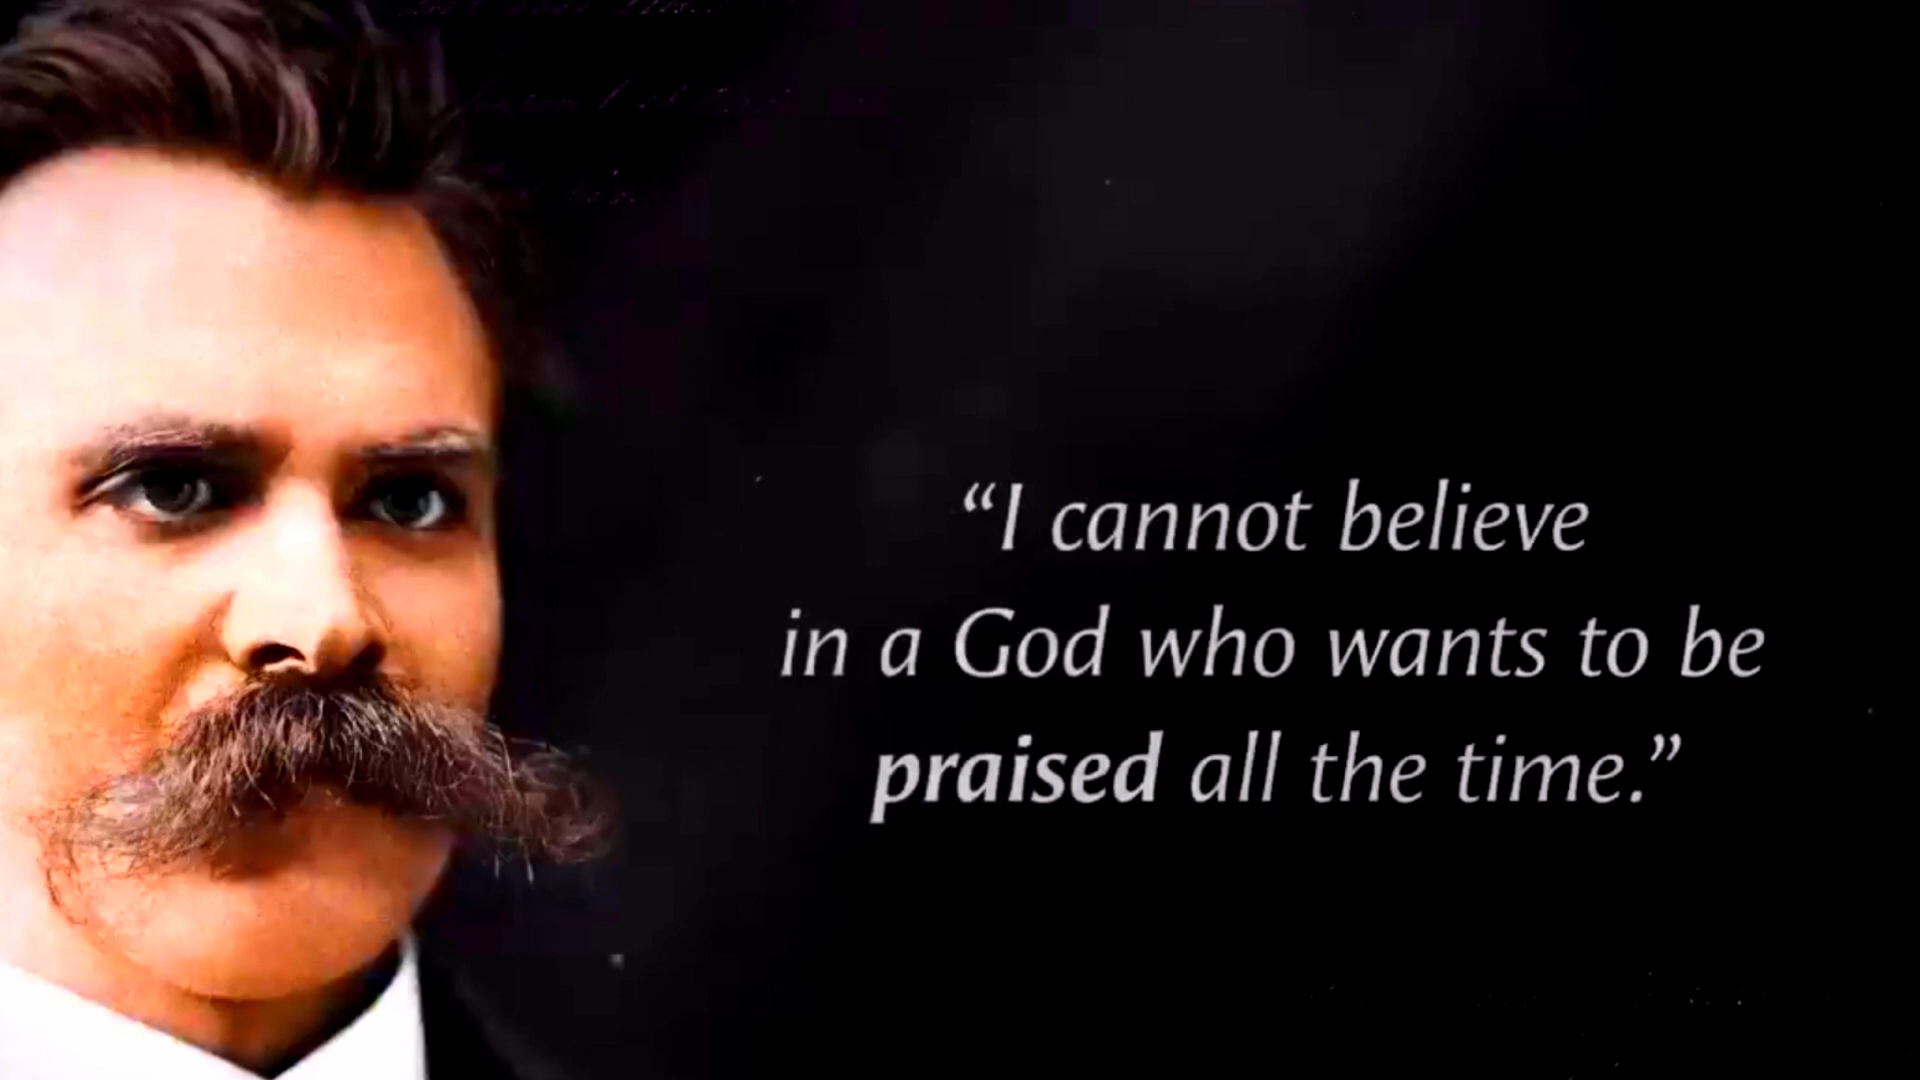 “I cannot believe
in a God who wants to be
praised all the time.”